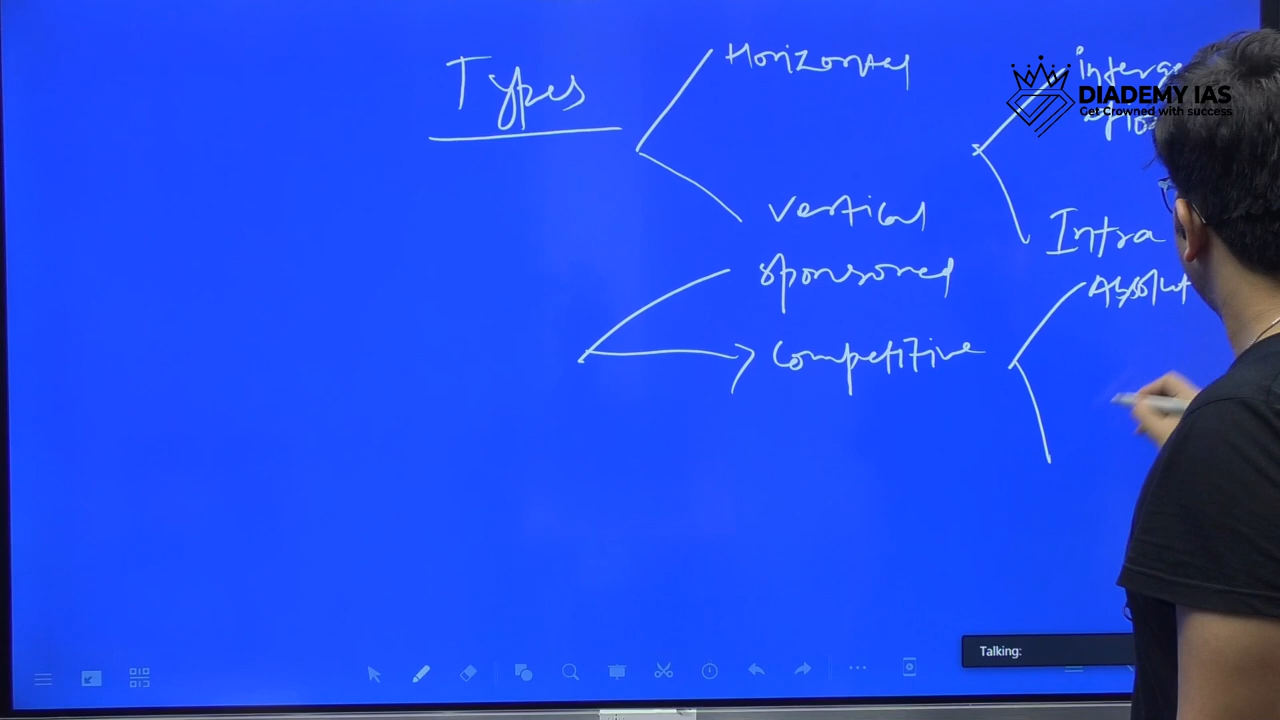 Types
Horizontal
Vertical
Sponsored
Competitive
DIADEMY IAS
Get Crowned with success
Intra
Talking: